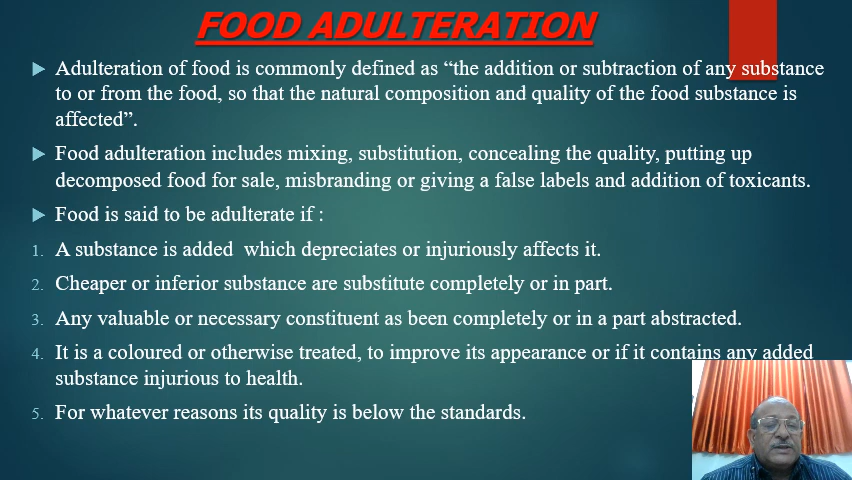 FOOD ADULTERATION
Adulteration of food is commonly defined as “the addition or subtraction of any substance
to or from the food, so that the natural composition and quality of the food substance is
affected”.
Food adulteration includes mixing, substitution, concealing the quality, putting up
decomposed food for sale, misbranding or giving a false labels and addition of toxicants.
Food is said to be adulterate if :
1. A substance is added which depreciates or injuriously affects it.
2. Cheaper or inferior substance are substitute completely or in part.
3. Any valuable or necessary constituent as been completely or in a part abstracted.
4. It is a coloured or otherwise treated, to improve its appearance or if it contains any added
substance injurious to health.
5. For whatever reasons its quality is below the standards.